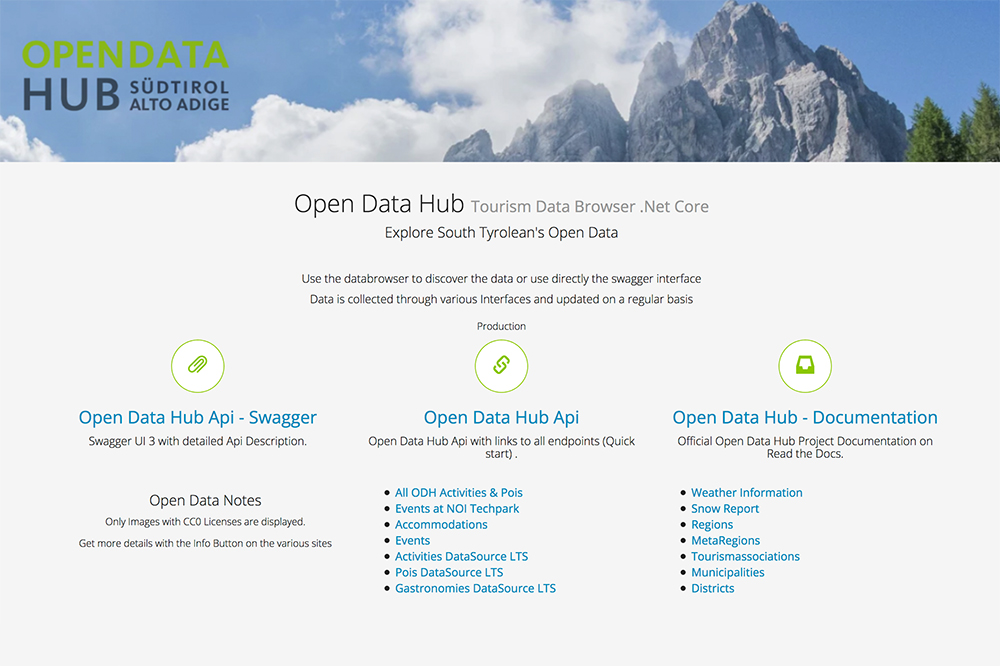 OPENDATA
HUB SÜDTIROL
ALTO ADIGE
Open Data Hub Tourism Data Browser .Net Core
Explore South Tyrolean's Open Data
Use the databrowser to discover the data or use directly the swagger interface
Data is collected through various Interfaces and updated on a regular basis
Production
Open Data Hub Api - Swagger
Swagger UI 3 with detailed Api Description.
Open Data Notes
Only Images with CC0 Licenses are displayed.
Get more details with the Info Button on the various sites
Open Data Hub Api
Open Data Hub Api with links to all endpoints (Quick
start) .
All ODH Activities & Pois
Events at NOI Techpark
Accommodations
Events
Activities DataSource LTS
Pois DataSource LTS
Gastronomies DataSource LTS
Open Data Hub - Documentation
Official Open Data Hub Project Documentation on
Read the Docs.
Weather Information
Snow Report
Regions
MetaRegions
Tourismassociations
Municipalities
Districts